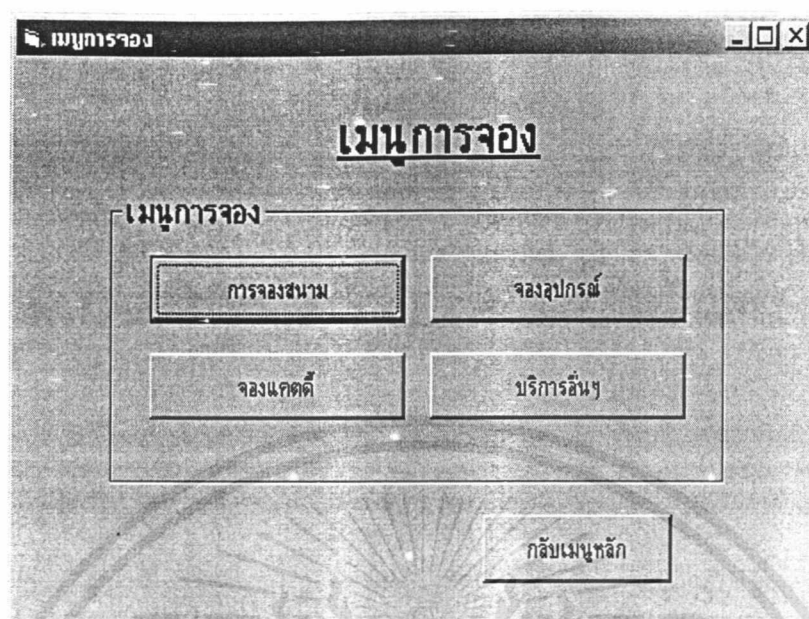 เมนูการจอง
เมนูการจอง
เมนูการจอง
การจองสนาม
จองอุปกรณ์
จองแคดดี้
บริการอื่นๆ
กลับเมนูหลัก